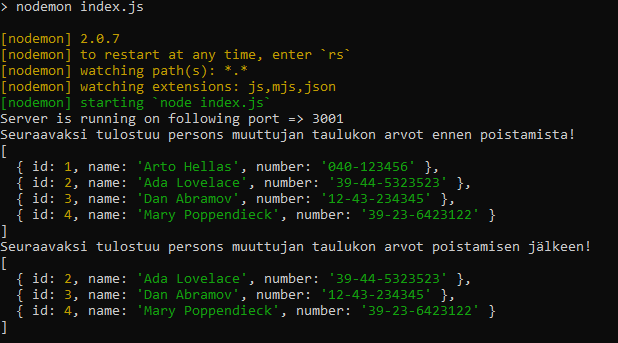 > nodemon index.js
[nodemon] 2.0.7
[nodemon] to restart at any time, enter `rs`
[nodemon] watching path(s): *.*
[nodemon] watching extensions: js,mjs,json
[nodemon] starting `node index.js`
Server is running on following port => 3001
Seuraavaksi tulostuu persons muuttujan taulukon arvot ennen poistamista!
[
  { id: 1, name: 'Arto Hellas', number: '040-123456' },
  { id: 2, name: 'Ada Lovelace', number: '39-44-5323523' },
  { id: 3, name: 'Dan Abramov', number: '12-43-234345' },
  { id: 4, name: 'Mary Poppendieck', number: '39-23-6423122' }
]
Seuraavaksi tulostuu persons muuttujan taulukon arvot poistamisen jälkeen!
[
  { id: 2, name: 'Ada Lovelace', number: '39-44-5323523' },
  { id: 3, name: 'Dan Abramov', number: '12-43-234345' },
  { id: 4, name: 'Mary Poppendieck', number: '39-23-6423122' }
]